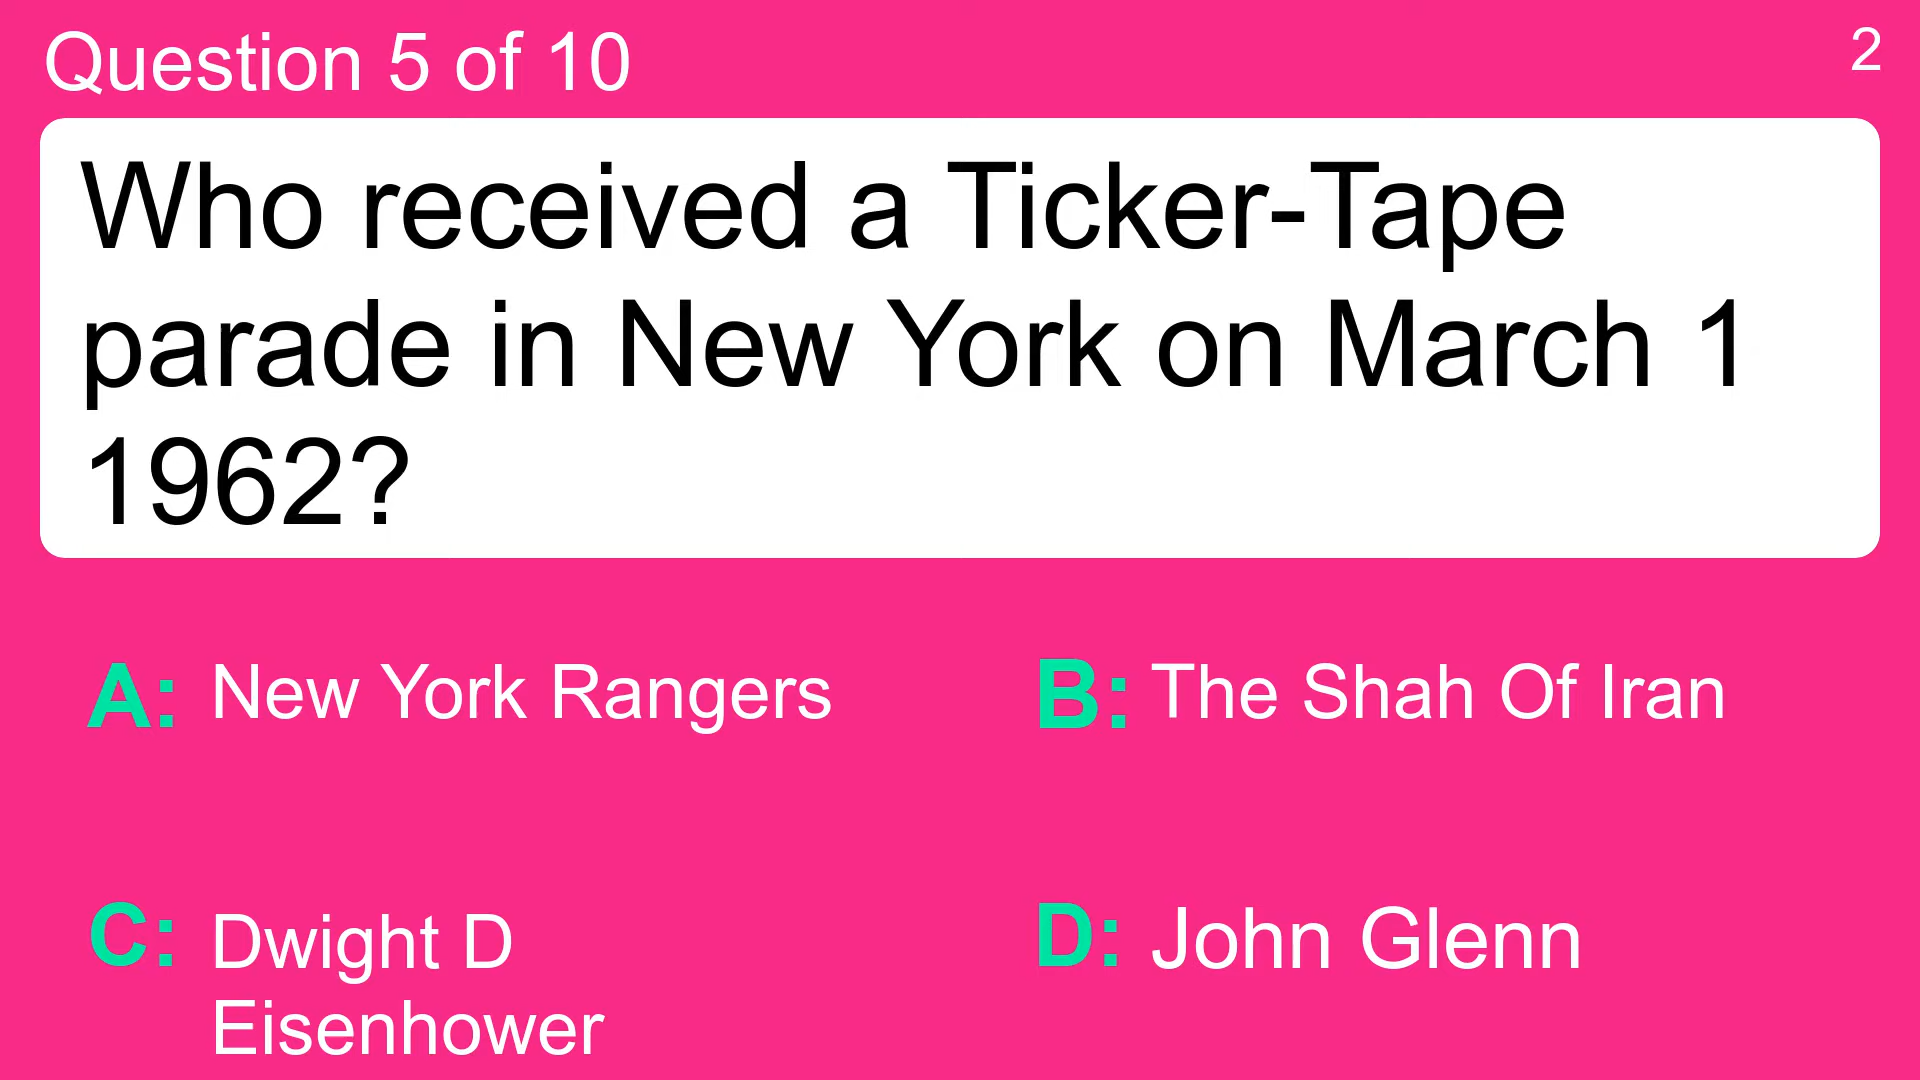 Question 5 of 10
2
Who received a Ticker-Tape
parade in New York on March 1
1962?
A: New York Rangers
B: The Shah Of Iran
C: Dwight D
Eisenhower
D: John Glenn